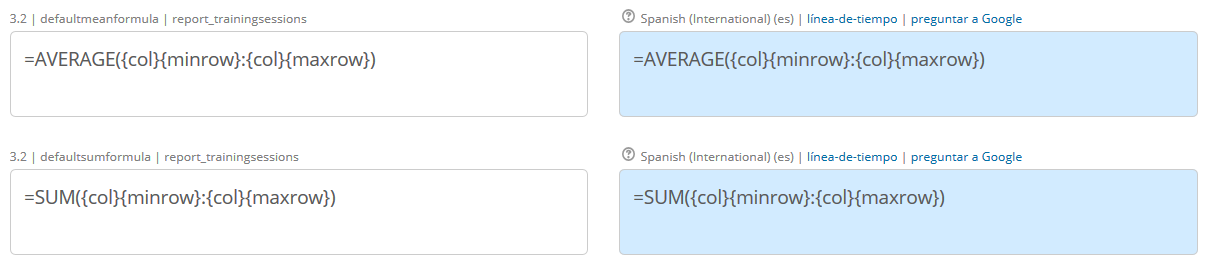 3.2 | defaultmeanformula | report_trainingsessions
Spanish (International) (es) | línea-de-tiempo | preguntar a Google
=AVERAGE({col}{minrow}:{col}{maxrow})
=AVERAGE({col}{minrow}:{col}{maxrow})
3.2 | defaultsumformula | report_trainingsessions
Spanish (International) (es) | línea-de-tiempo | preguntar a Google
=SUM({col}{minrow}:{col}{maxrow})
=SUM({col}{minrow}:{col}{maxrow})